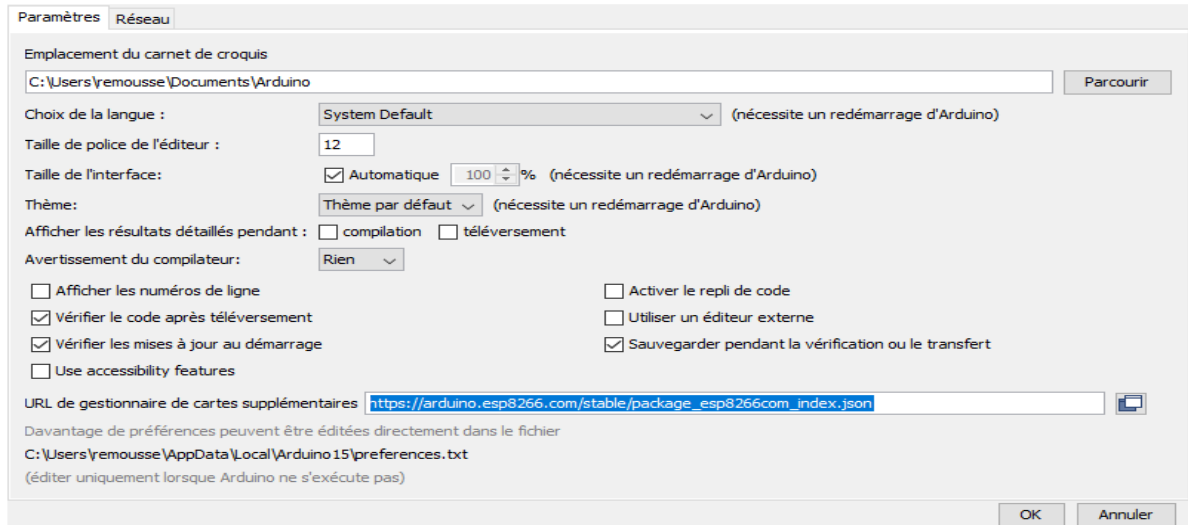 Paramètres Réseau
Emplacement du carnet de croquis
C:\Users\remousse\Documents\Arduino Parcourir
Choix de la langue : System Default (nécessite un redémarrage d'Arduino)
Taille de police de l'éditeur : 12
Taille de l'interface: Automatique 100 % (nécessite un redémarrage d'Arduino)
Thème: Thème par défaut (nécessite un redémarrage d'Arduino)
Afficher les résultats détaillés pendant : compilation téléversement
Avertissement du compilateur: Rien
Afficher les numéros de ligne Activer le repli de code
Vérifier le code après téléversement Utiliser un éditeur externe
Vérifier les mises à jour au démarrage Sauvegarder pendant la vérification ou le transfert
Use accessibility features
URL de gestionnaire de cartes supplémentaires https://arduino.esp8266.com/stable/package_esp8266com_index.json
Davantage de préférences peuvent être éditées directement dans le fichier
C:\Users\remousse\AppData\Local\Arduino15\preferences.txt
(éditer uniquement lorsque Arduino ne s'exécute pas)
OK Annuler